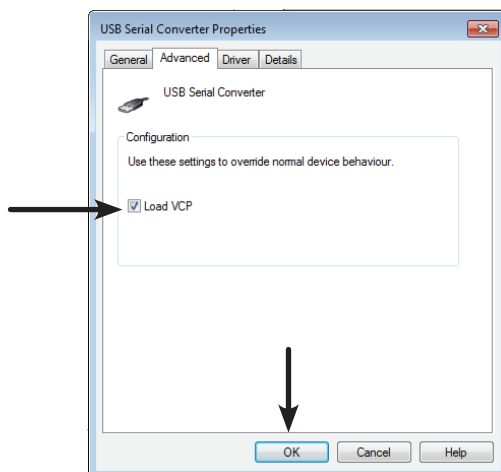 USB Serial Converter Properties
General Advanced Driver Details
USB Serial Converter
Configuration
Use these settings to override normal device behaviour.
Load VCP
OK Cancel Help